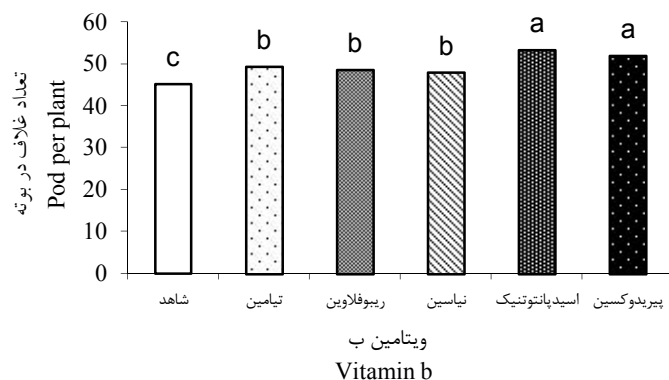 تعداد غلاف در بوته
Pod per plant
60
50
40
30
20
10
0
c
b
b
b
a
a
شاهد
تیامین
ریبوفلاوین
نیاسین
اسیدپانتوتنیک
پیریدوکسین
ویتامین ب
Vitamin b